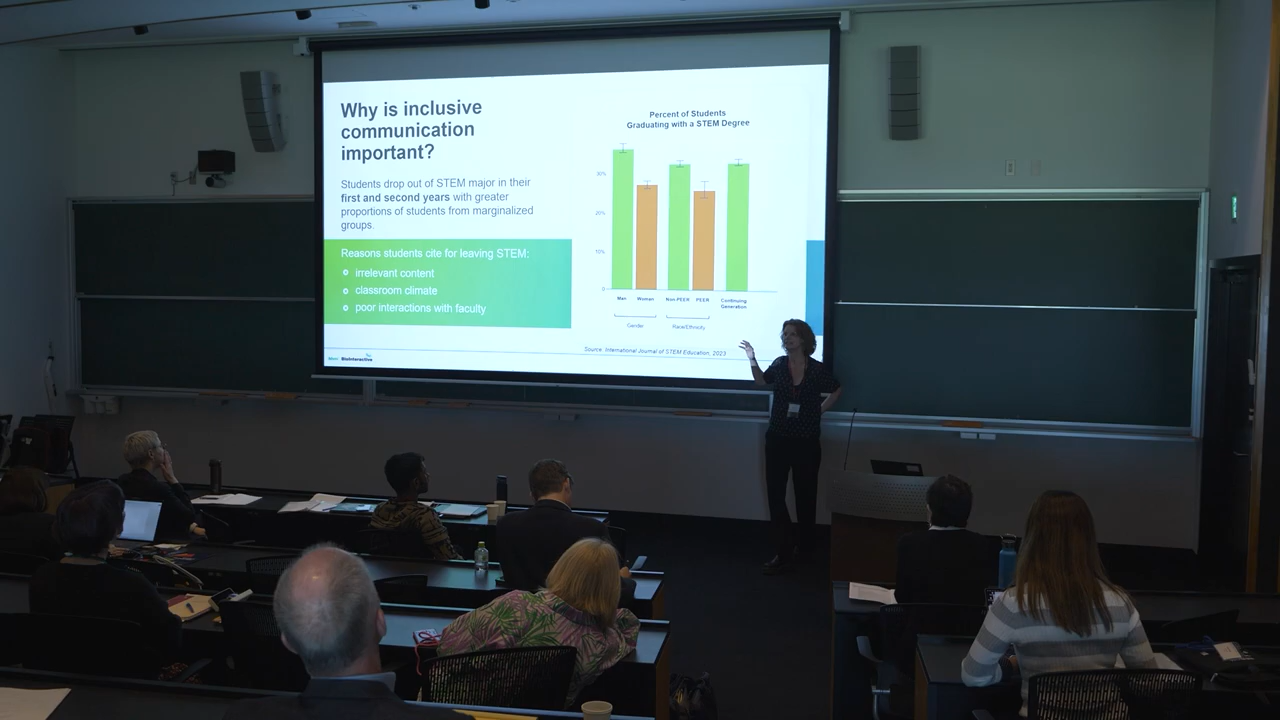 Why is inclusive
communication
important?
Students drop out of STEM major in their
first and second years with greater
proportions of students from marginalized
groups.
Reasons students cite for leaving STEM:
irrelevant content
classroom climate
poor interactions with faculty
Percent of Students
Graduating with a STEM Degree
30%
20%
10%
0
Men Women Non-PEER PEER Continuing
Generation
Gender Race/Ethnicity
Source: International Journal of STEM Education, 2023
BioInteractive